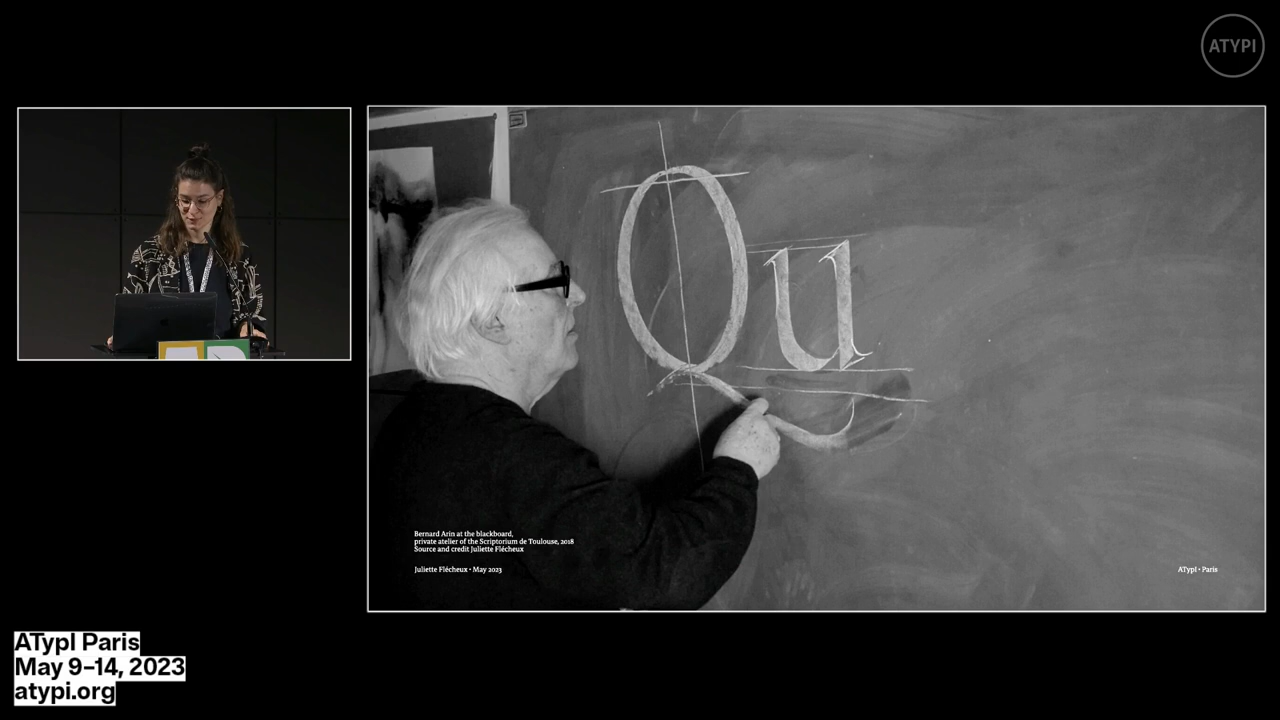 ATYPI
Qu
Bernard Arin at the blackboard,
private atelier of the Scriptorium de Toulouse, 2018
Source and credit Juliette Flécheux
Juliette Flécheux • May 2023
ATypI • Paris
ATypI Paris
May 9–14, 2023
atypi.org